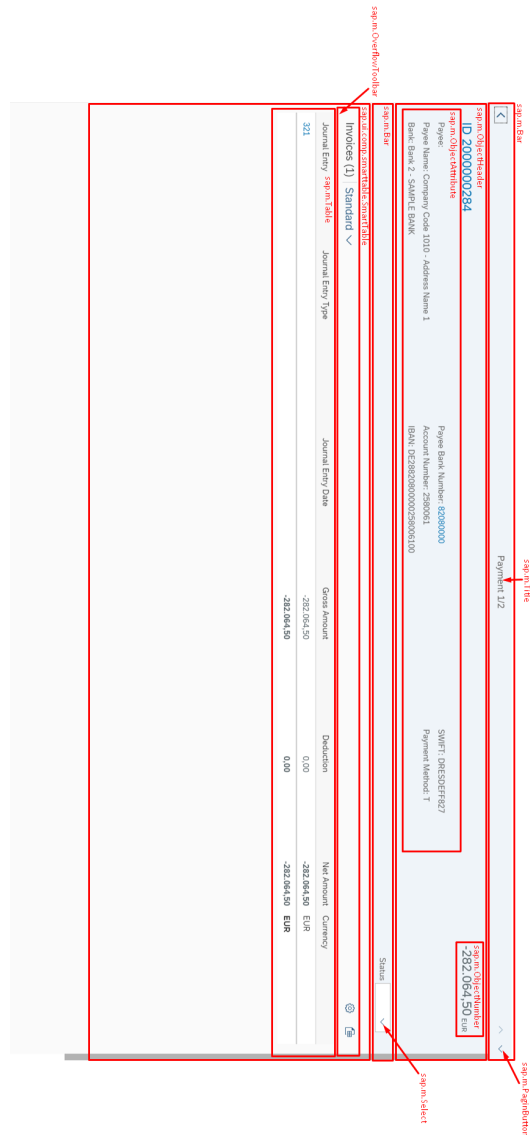 sap.m.OverflowToolbar
sap.m.Bar
sap.m.Title
sap.m.PaginButton
Payment 1/2
sap.m.ObjectHeader
ID 2000000284
sap.m.ObjectNumber
-282.064,50 EUR
sap.m.ObjectAttribute
Payee:
Payee Bank Number: 82080000
SWIFT: DRESDEFF827
Payee Name: Company Code 1010 - Address Name 1
Account Number: 2580061
Payment Method: T
Bank: Bank 2 - SAMPLE BANK
IBAN: DE28820800000258006100
sap.m.Bar
Status
sap.m.Select
sap.ui.comp.smarttable.SmartTable
Invoices (1) Standard
sap.m.Table
Journal Entry Journal Entry Type Journal Entry Date Gross Amount Deduction Net Amount Currency
321 -282.064,50 0,00 -282.064,50 EUR
-282.064,50 0,00 -282.064,50 EUR